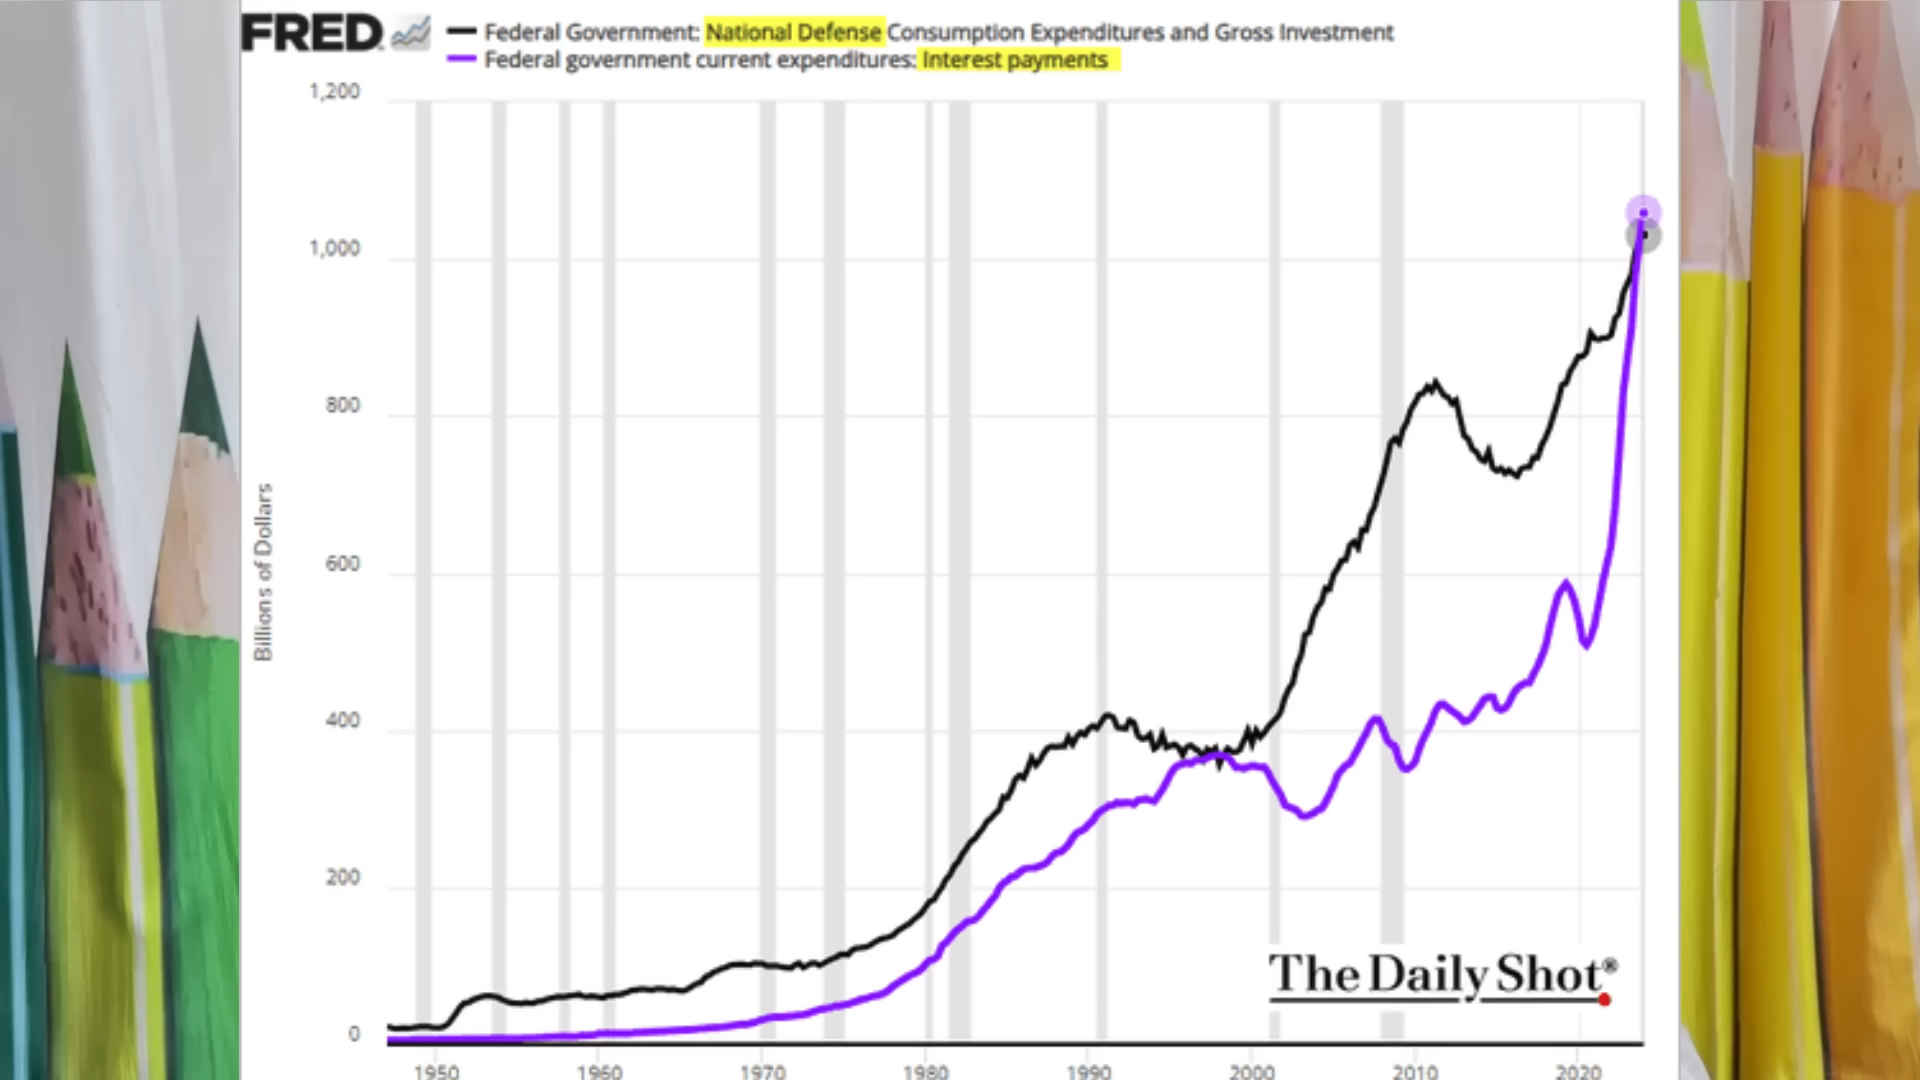 FRED
Federal Government: National Defense Consumption Expenditures and Gross Investment
Federal government current expenditures: Interest payments
1,200
1,000
800
600
400
200
0
Billions of Dollars
The Daily Shot®
1950 1960 1970 1980 1990 2000 2010 2020